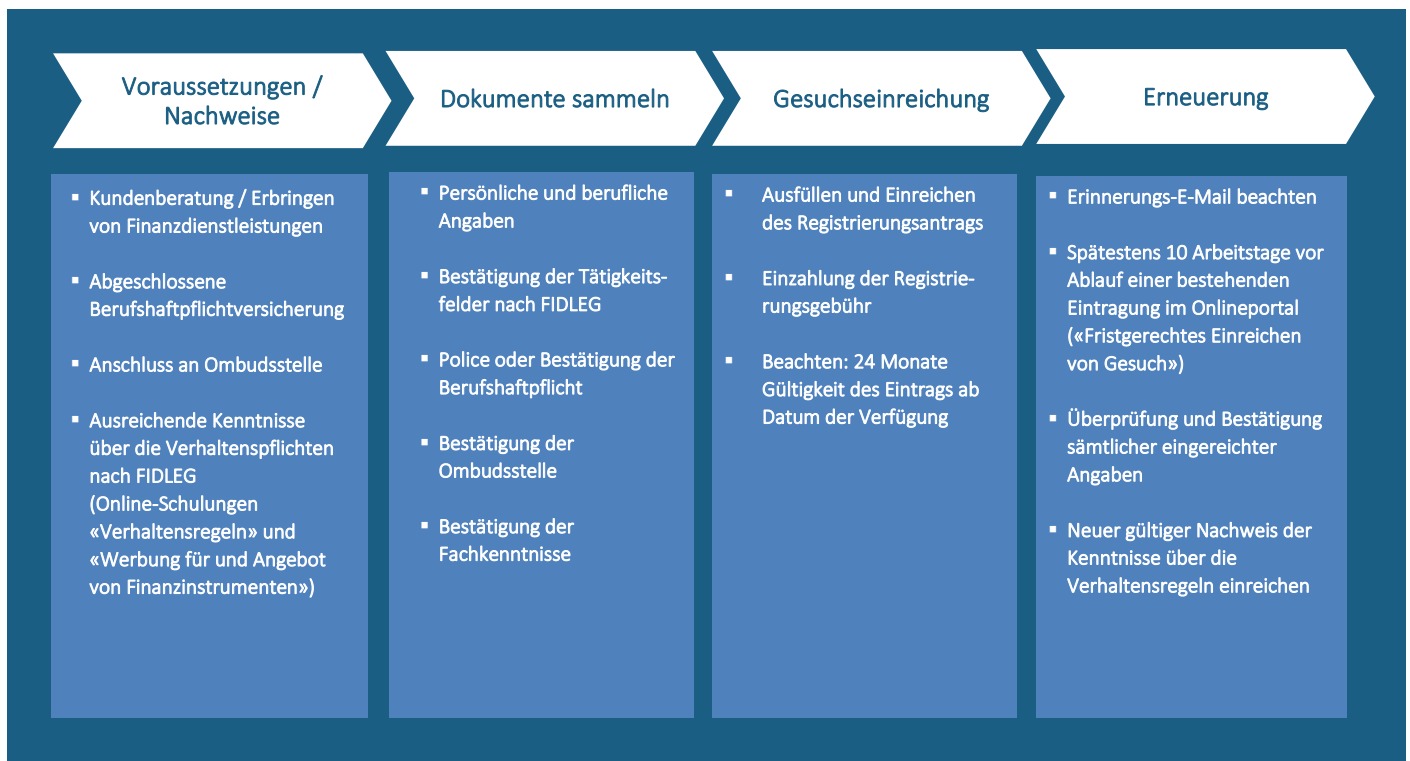 Voraussetzungen /
Nachweise
Dokumente sammeln
Gesuchseinreichung
Erneuerung
▪ Kundenberatung / Erbringen
von Finanzdienstleistungen
▪ Abgeschlossene
Berufshaftpflichtversicherung
▪ Anschluss an Ombudsstelle
▪ Ausreichende Kenntnisse
über die Verhaltenspflichten
nach FIDLEG
(Online-Schulungen
«Verhaltensregeln» und
«Werbung für und Angebot
von Finanzinstrumenten»)
▪ Persönliche und berufliche
Angaben
▪ Bestätigung der Tätigkeits-
felder nach FIDLEG
▪ Police oder Bestätigung der
Berufshaftpflicht
▪ Bestätigung der
Ombudsstelle
▪ Bestätigung der
Fachkenntnisse
▪ Ausfüllen und Einreichen
des Registrierungsantrags
▪ Einzahlung der Registrie-
rungsgebühr
▪ Beachten: 24 Monate
Gültigkeit des Eintrags ab
Datum der Verfügung
▪ Erinnerungs-E-Mail beachten
▪ Spätestens 10 Arbeitstage vor
Ablauf einer bestehenden
Eintragung im Onlineportal
(«Fristgerechtes Einreichen
von Gesuch»)
▪ Überprüfung und Bestätigung
sämtlicher eingereichter
Angaben
▪ Neuer gültiger Nachweis der
Kenntnisse über die
Verhaltensregeln einreichen